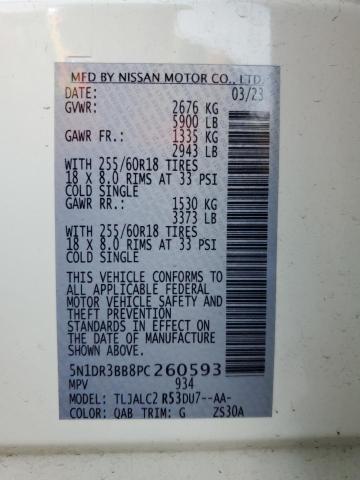 MFD BY NISSAN MOTOR CO., LTD.
DATE: 03/23
GVWR: 2676 KG
5900 LB
GAWR FR.: 1335 KG
2943 LB
WITH 255/60R18 TIRES
18 X 8.0 RIMS AT 33 PSI
COLD SINGLE
GAWR RR.: 1530 KG
3373 LB
WITH 255/60R18 TIRES
18 X 8.0 RIMS AT 33 PSI
COLD SINGLE
THIS VEHICLE CONFORMS TO
ALL APPLICABLE FEDERAL
MOTOR VEHICLE SAFETY AND
THEFT PREVENTION
STANDARDS IN EFFECT ON
THE DATE OF MANUFACTURE
SHOWN ABOVE.
5N1DR3BB8PC260593
MPV 934
MODEL: TLJALC2 R53DU7--AA-
COLOR: QAB TRIM: G ZS30A